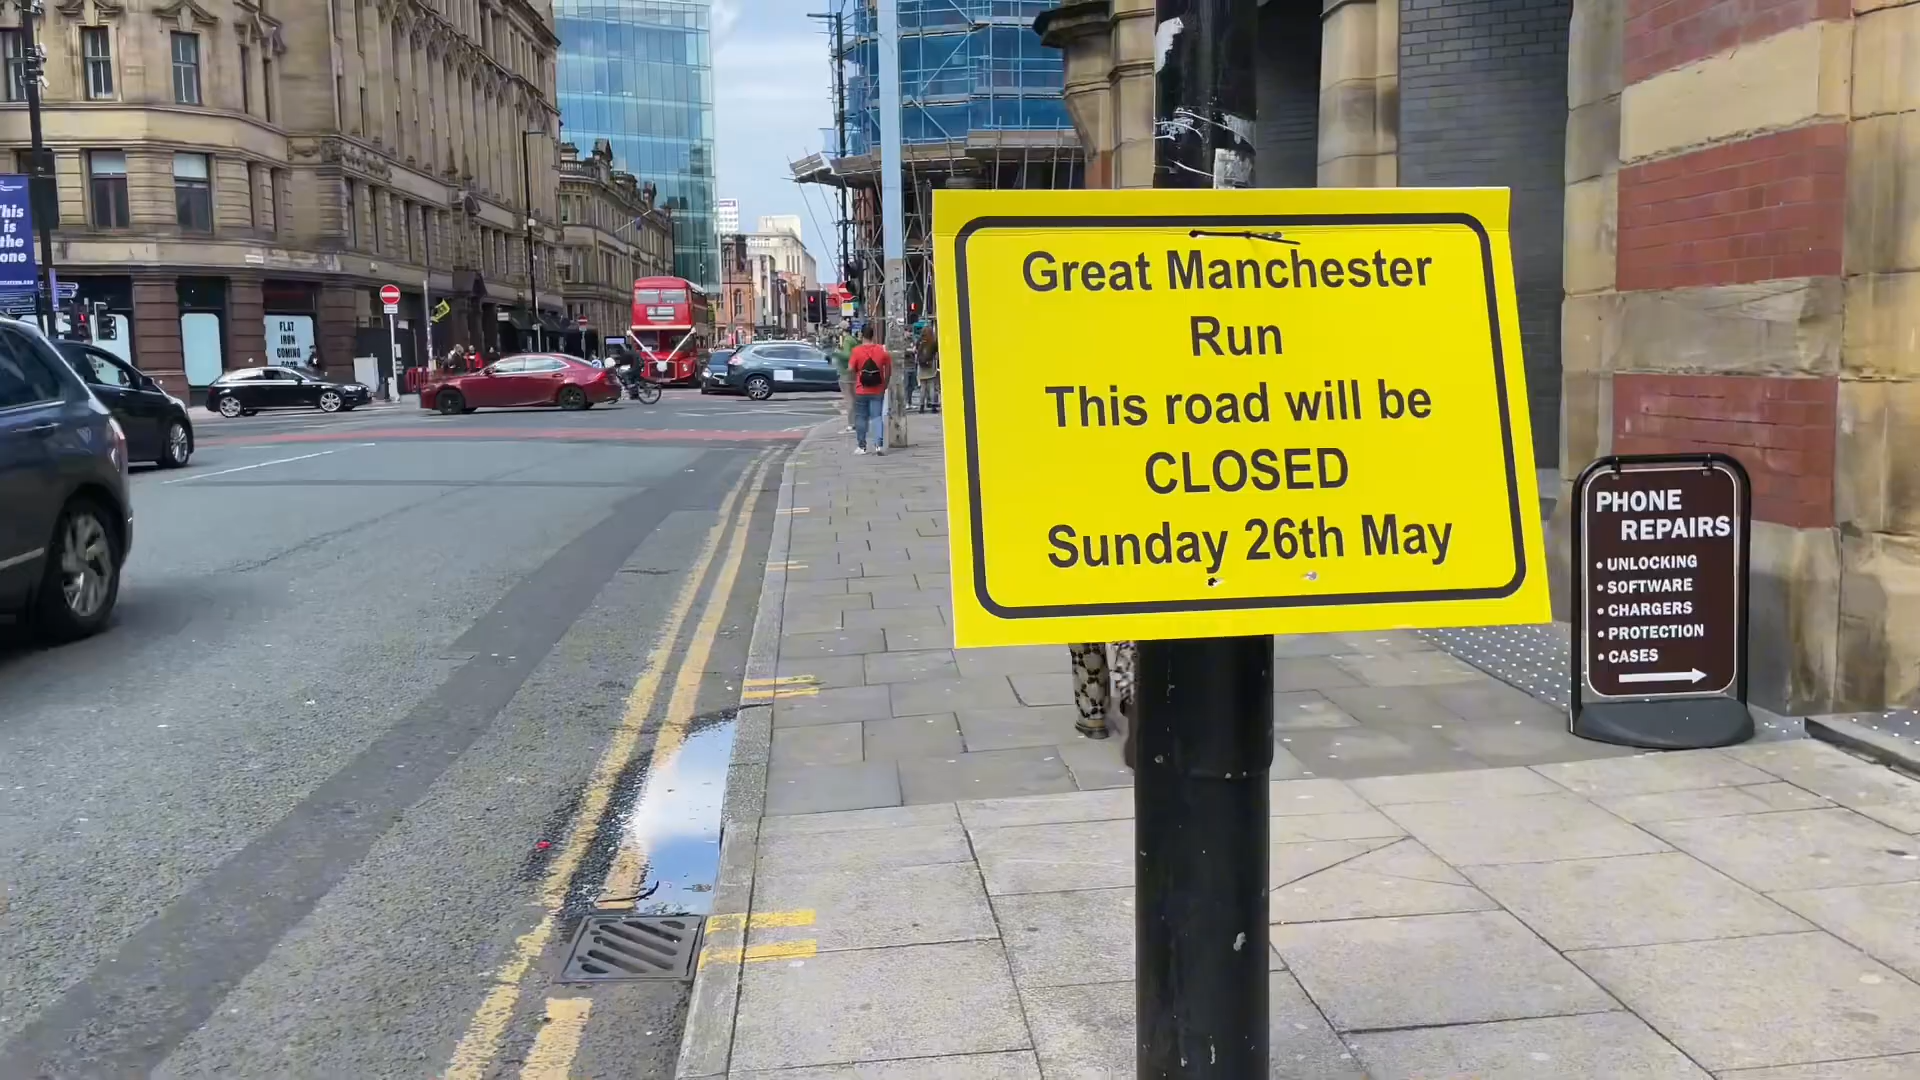 Great Manchester
Run
This road will be
CLOSED
Sunday 26th May
PHONE
REPAIRS
• UNLOCKING
• SOFTWARE
• CHARGERS
• PROTECTION
• CASES
This
is
the
one
FLAT
IRON
COMING